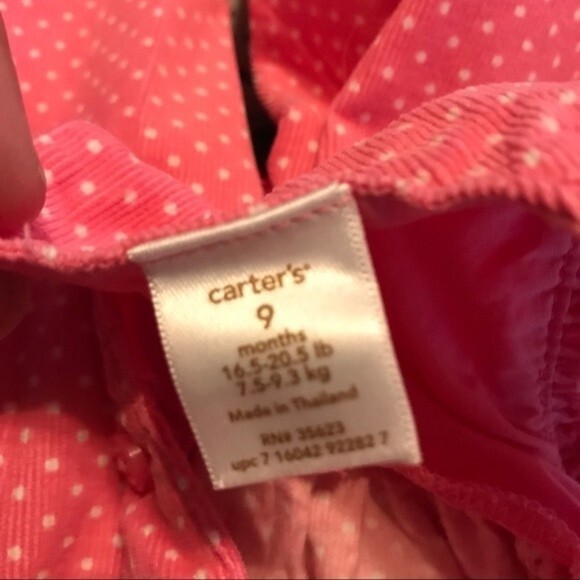 carter's®
9
months
16.5-20.5 lb
7.5-9.3 kg
Made in Thailand
RN# 35623
upc 7 16042 92282 7